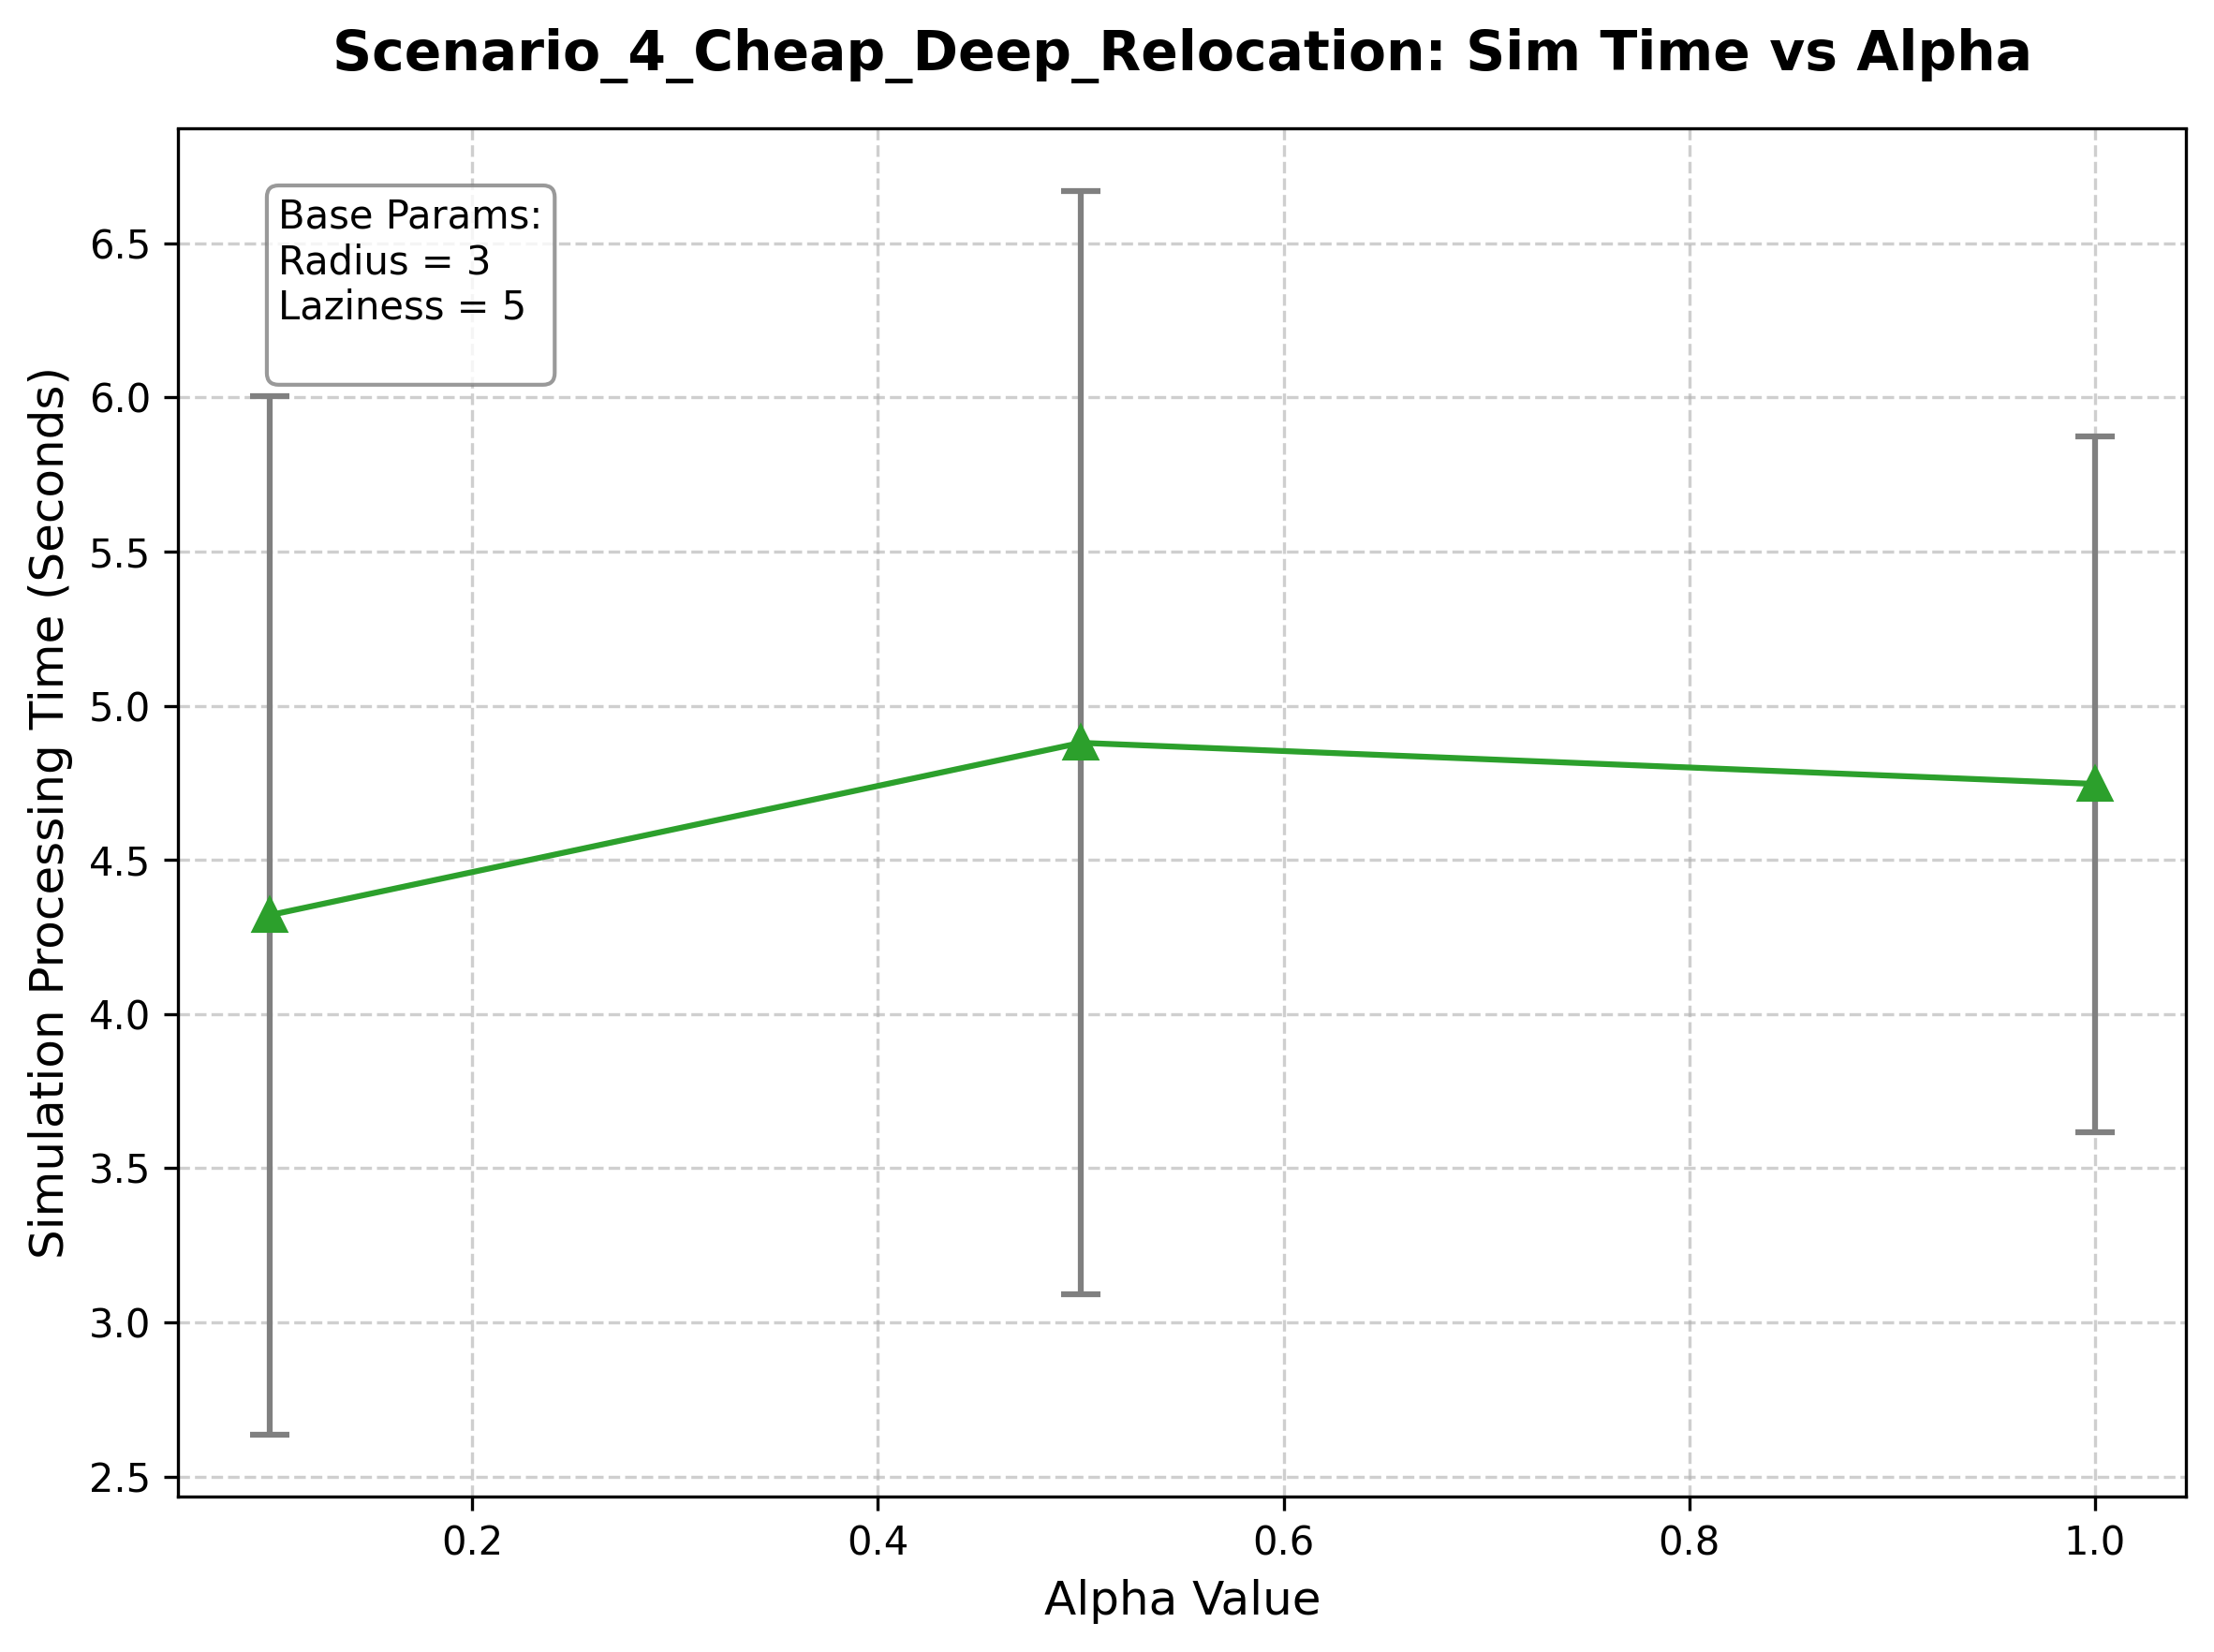 Scenario_4_Cheap_Deep_Relocation: Sim Time vs Alpha
Base Params:
Radius = 3
Laziness = 5
Simulation Processing Time (Seconds)
6.5
6.0
5.5
5.0
4.5
4.0
3.5
3.0
2.5
0.2
0.4
0.6
0.8
1.0
Alpha Value